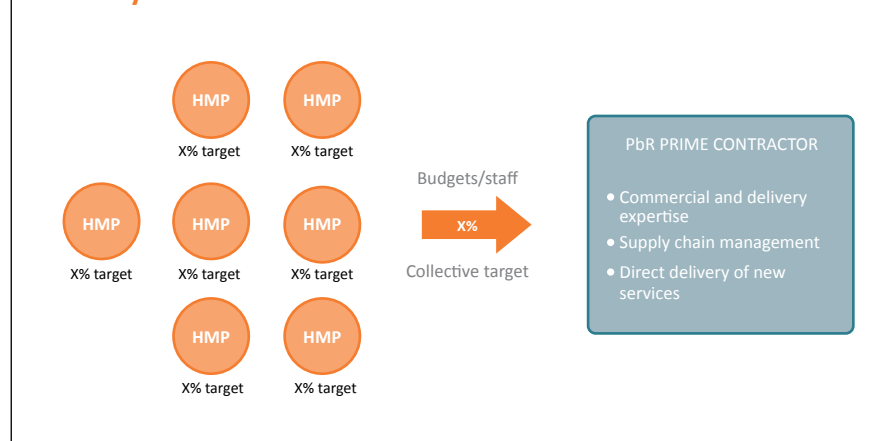 HMP
HMP
X% target
X% target
HMP
HMP
HMP
X% target
X% target
X% target
HMP
HMP
X% target
X% target
Budgets/staff
X%
Collective target
PbR PRIME CONTRACTOR
• Commercial and delivery
expertise
• Supply chain management
• Direct delivery of new
services